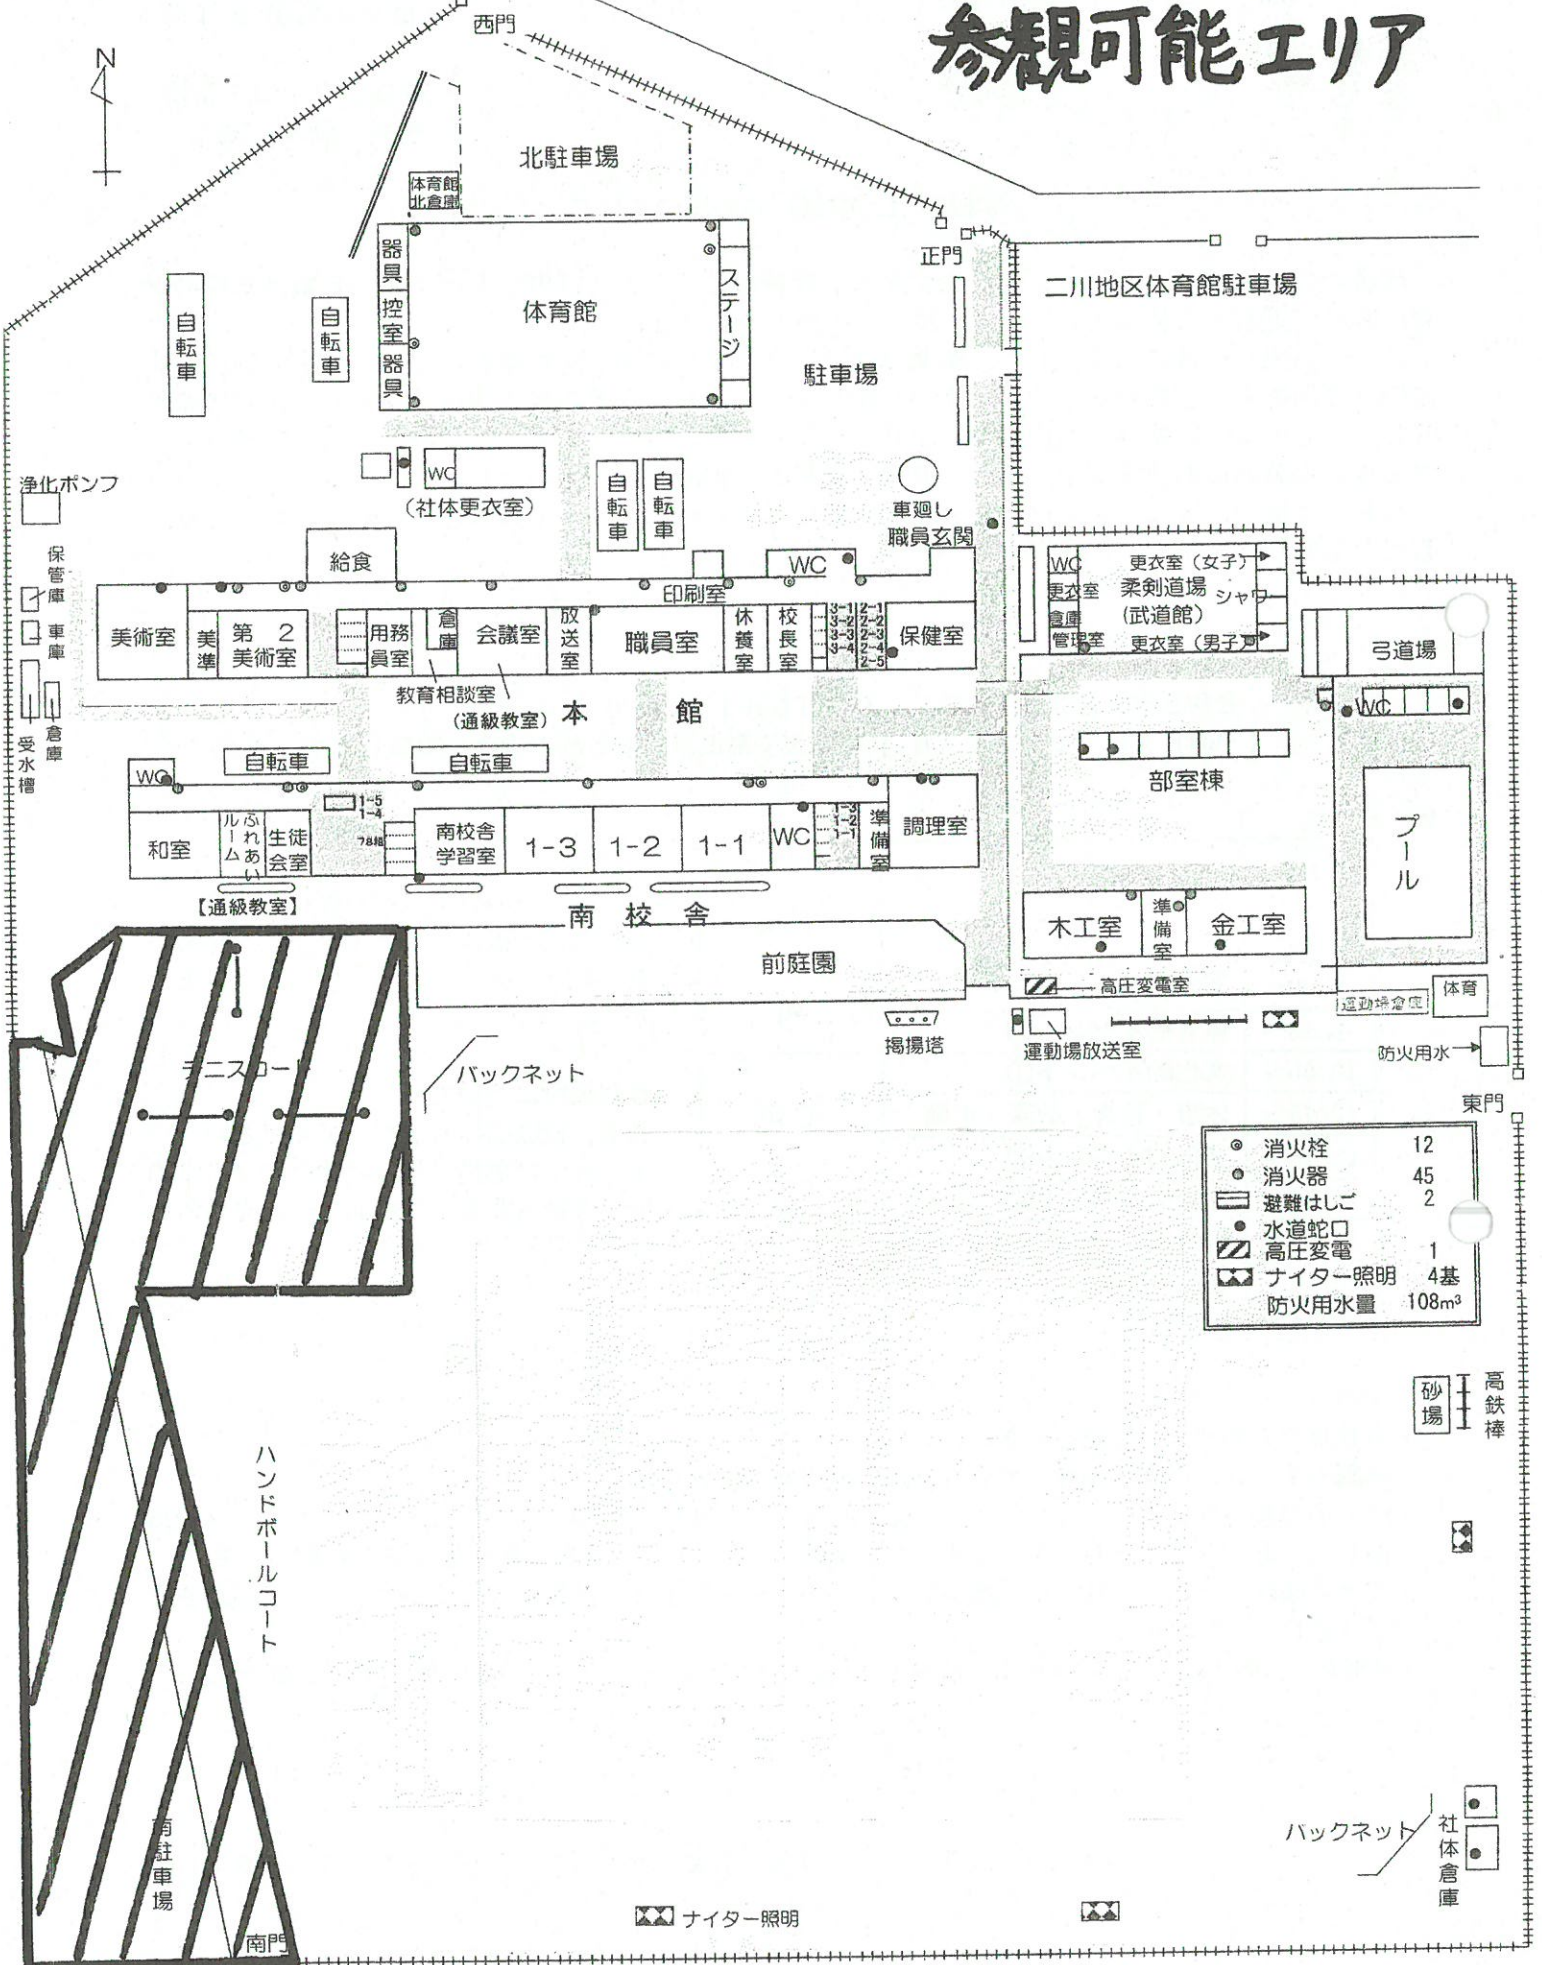 参観可能エリア
西門
N
北駐車場
体育館
北倉庫
正門
二川地区体育館駐車場
器具
控室
器具
体育館
ステージ
自転車
自転車
駐車場
WC
(社体更衣室)
自転車
自転車
車廻し
職員玄関
浄化ポンプ
保管庫
車庫
受水槽
倉庫
給食
印刷室
WC
美術室
美準
第2
美術室
用務
員室
倉庫
会議室
放送室
職員室
休養室
校長室
3-1
3-2
3-3
3-4
2-1
2-2
2-3
2-4
2-5
保健室
教育相談室
(通級教室)
本館
WC
更衣室
倉庫
管理室
更衣室(女子)
柔剣道場
(武道館)
シャワー
更衣室(男子)
弓道場
WC
部室棟
プール
WC
自転車
自転車
和室
ふれあい
ルーム
生徒
会室
1-5
1-4
78組
南校舎
学習室
1-3
1-2
1-1
WC
1-3
1-2
1-1
準備室
調理室
【通級教室】
南校舎
前庭園
木工室
準備室
金工室
高圧変電室
運動場倉庫
体育
掲揚塔
運動場放送室
防火用水
東門
テニスコート
バックネット
消火栓 12
消火器 45
避難はしご 2
水道蛇口
高圧変電 1
ナイター照明 4基
防火用水量 108m³
砂場
高鉄棒
ハンドボールコート
南駐車場
南門
バックネット
社体倉庫
ナイター照明